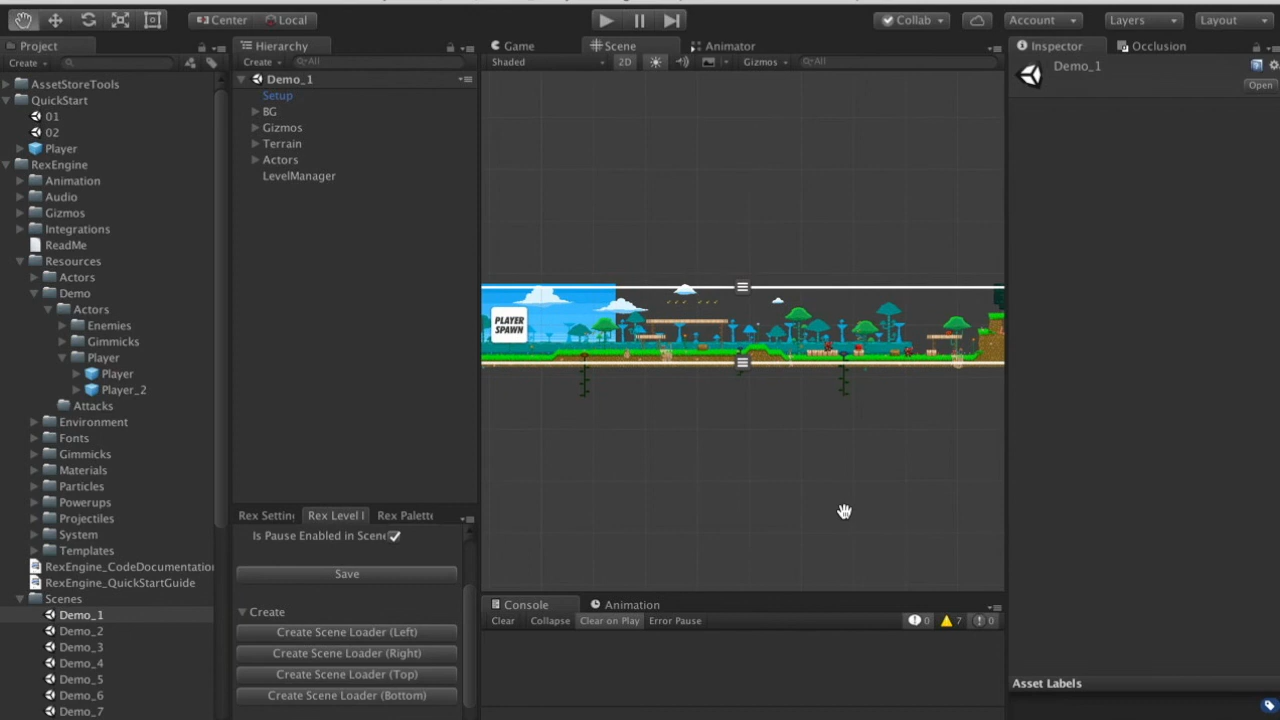 Center Local Collab Account Layers Layout
Project
Create
AssetStoreTools
QuickStart
01
02
Player
RexEngine
Animation
Audio
Gizmos
Integrations
ReadMe
Resources
Actors
Demo
Actors
Enemies
Gimmicks
Player
Player
Player_2
Attacks
Environment
Fonts
Gimmicks
Materials
Particles
Powerups
Projectiles
System
Templates
RexEngine_CodeDocumentation
RexEngine_QuickStartGuide
Scenes
Demo_1
Demo_2
Demo_3
Demo_4
Demo_5
Demo_6
Demo_7
Hierarchy
Create All
Demo_1
Setup
BG
Gizmos
Terrain
Actors
LevelManager
Rex Settin Rex Level I Rex Palette
Is Pause Enabled in Scene
Save
Create
Create Scene Loader (Left)
Create Scene Loader (Right)
Create Scene Loader (Top)
Create Scene Loader (Bottom)
Game Scene Animator
Shaded 2D Gizmos All
PLAYER
SPAWN
Console Animation
Clear Collapse Clear on Play Error Pause 0 7 0
Inspector Occlusion
Demo_1
Open
Asset Labels